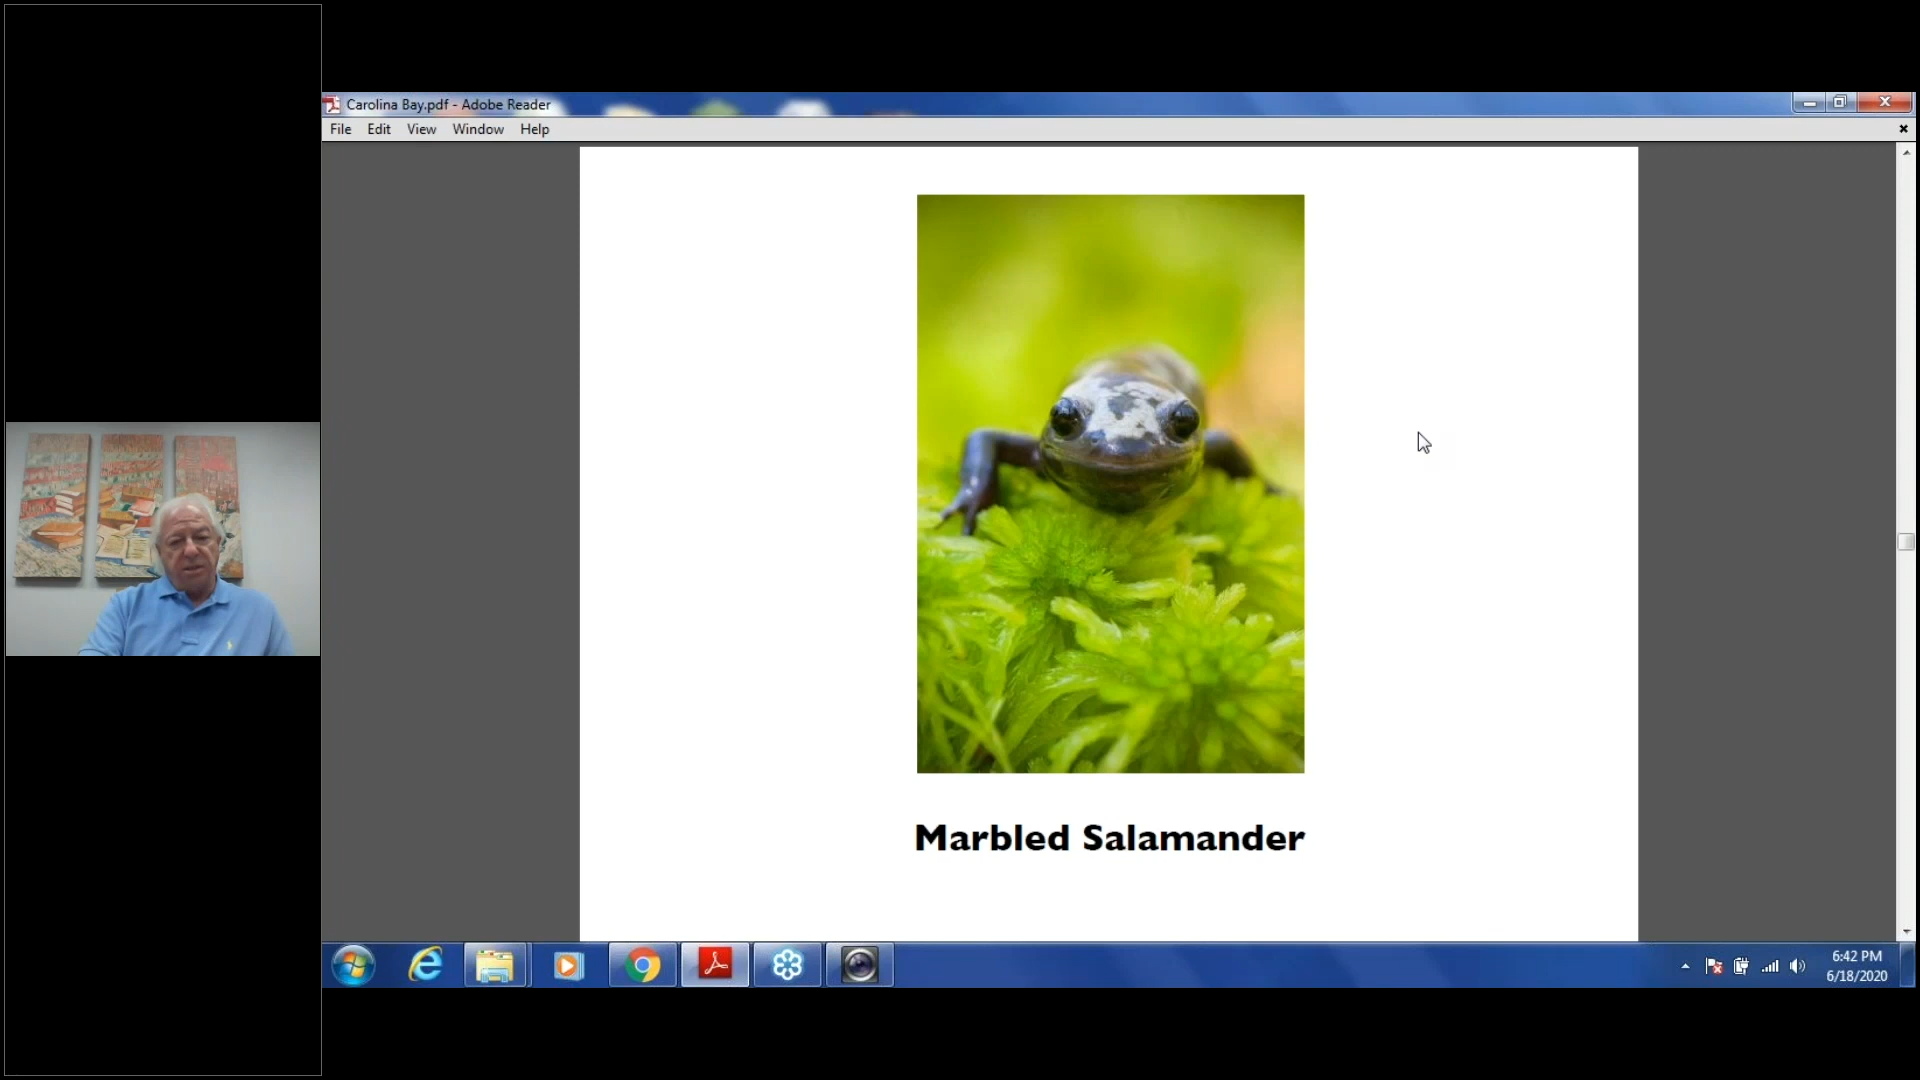 Carolina Bay.pdf - Adobe Reader
File Edit View Window Help
Marbled Salamander
6:42 PM
6/18/2020